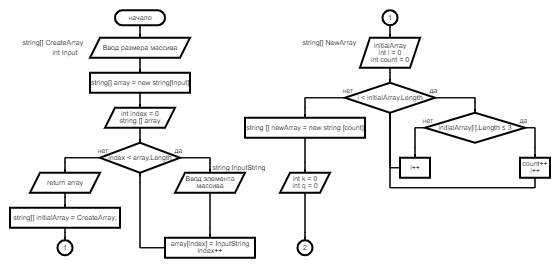 начало
string[] CreateArray
int Input
Ввод размера массива
string[] array = new string[Input]
int index = 0
string [] array
нет
да
index < array.Length
string InputString
return array
Ввод элемента
массива
string[] initialArray = CreateArray;
1
array[index] = InputString
index++
1
string[] NewArray
initialArray
int i = 0
int count = 0
нет
да
i < initialArray.Length
string [] newArray = new string [count]
нет
да
initialArray[i].Length ≤ 3
i++
count++
i++
int k = 0
int q = 0
2